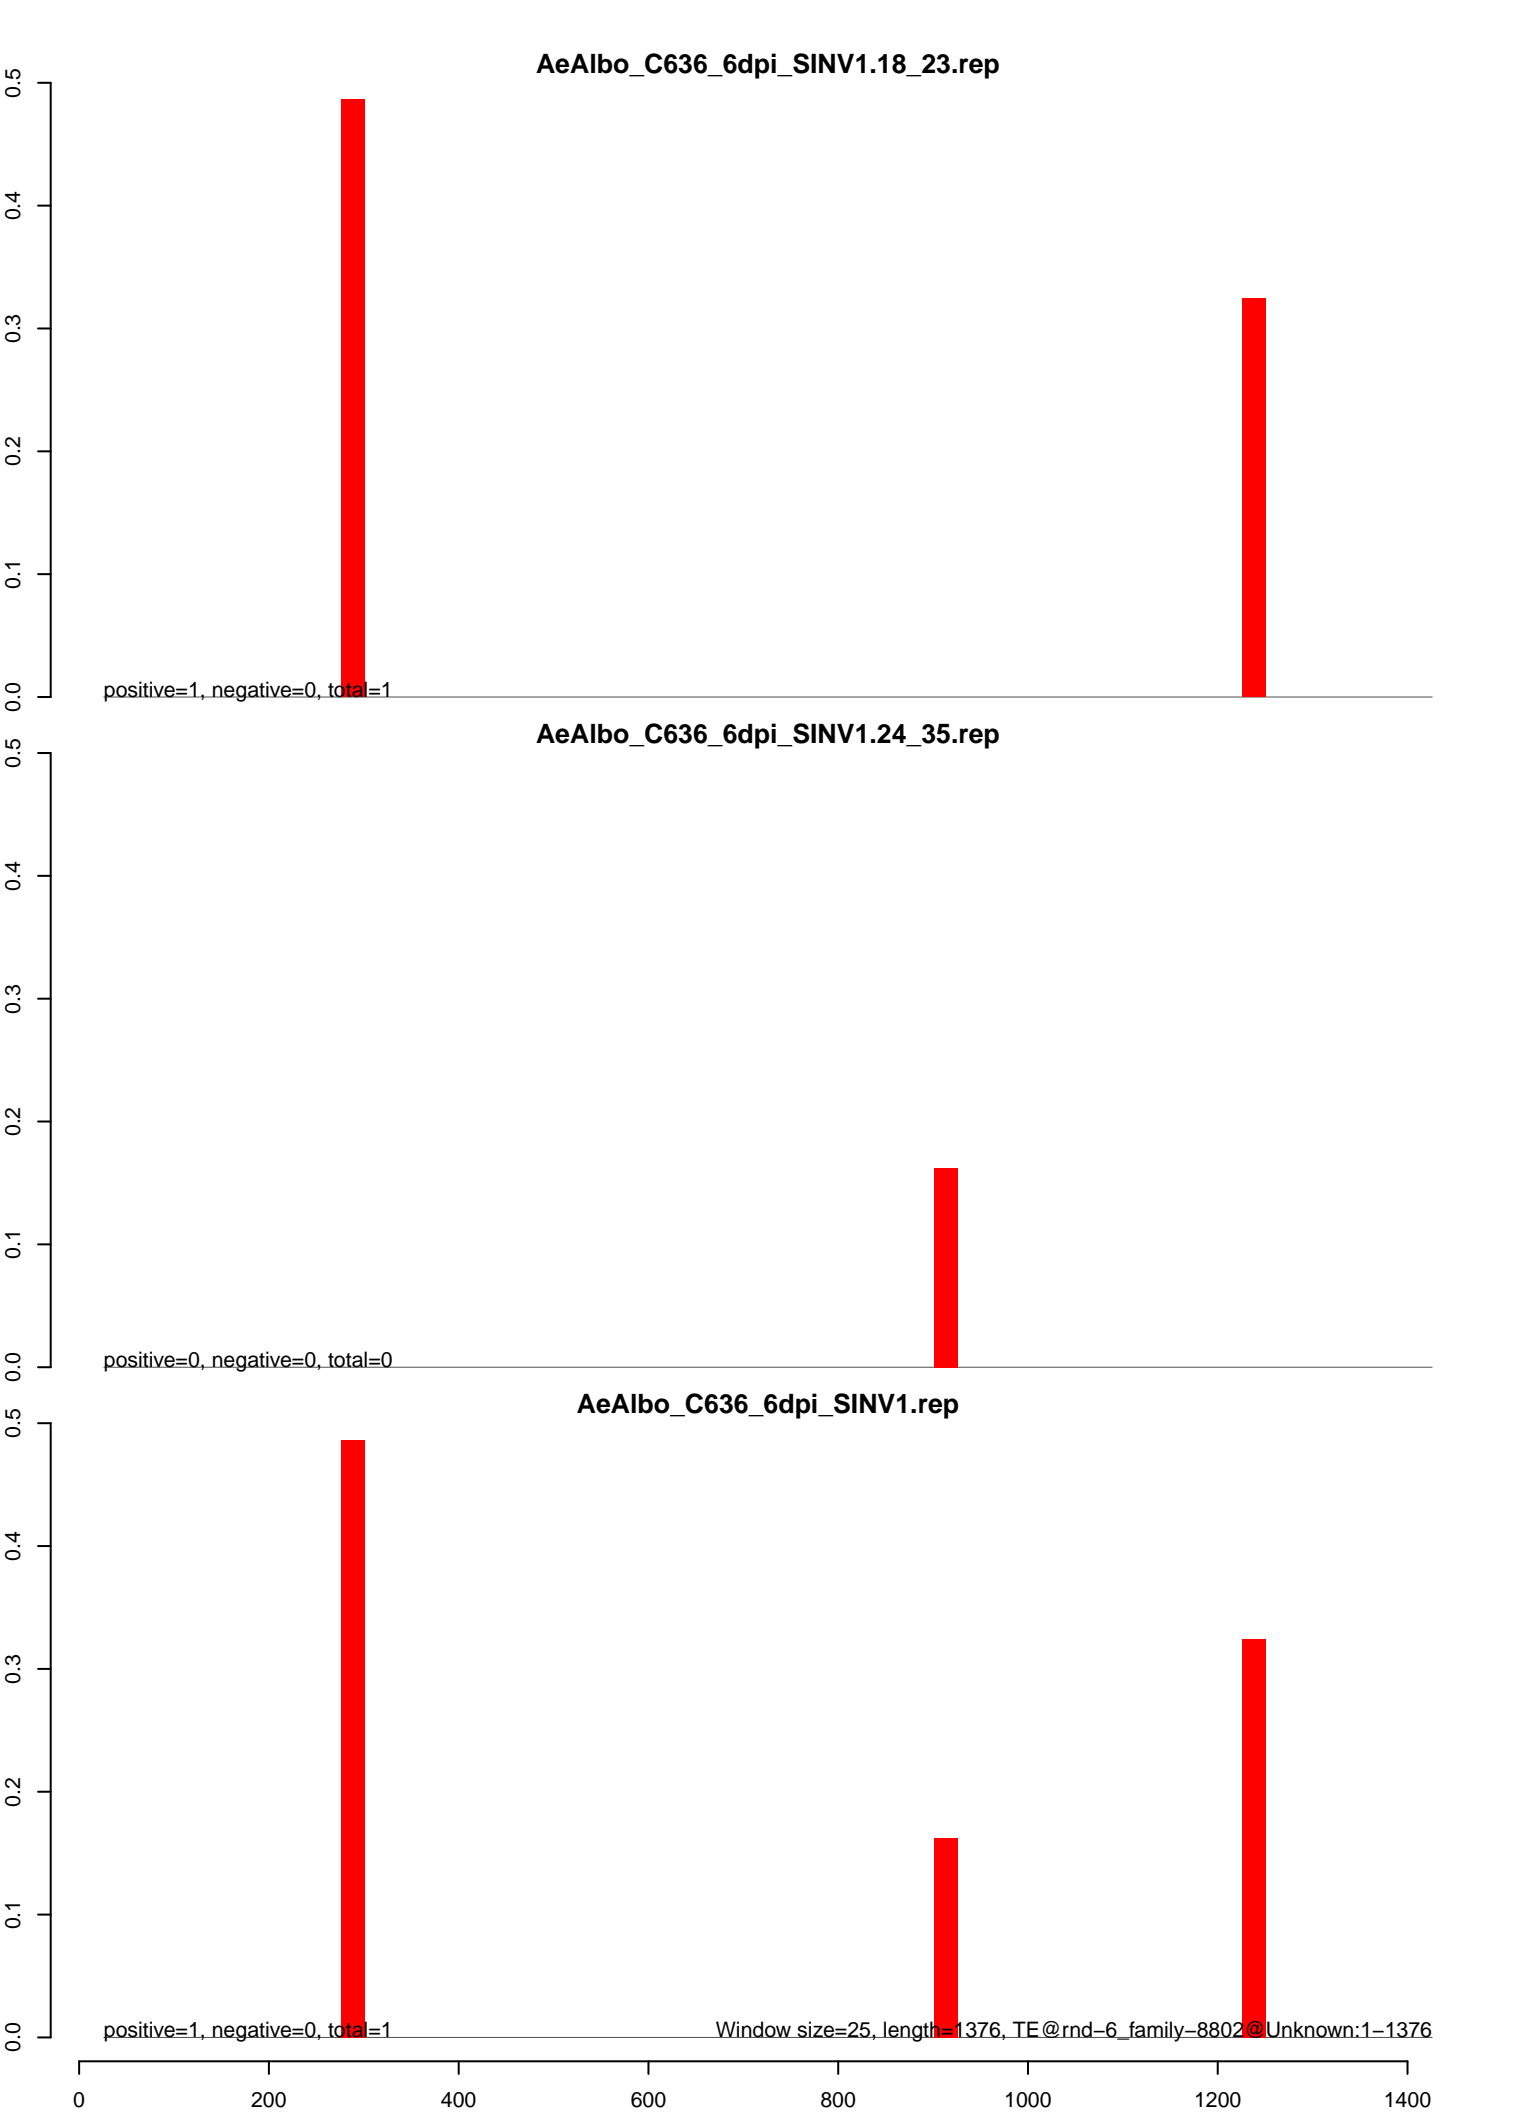 AeAlbo_C636_6dpi_SINV1.18_23.rep
0.5
0.4
0.3
0.2
0.1
0.0
positive=1, negative=0, total=1
AeAlbo_C636_6dpi_SINV1.24_35.rep
0.5
0.4
0.3
0.2
0.1
0.0
positive=0, negative=0, total=0
AeAlbo_C636_6dpi_SINV1.rep
0.5
0.4
0.3
0.2
0.1
0.0
positive=1, negative=0, total=1
Window size=25, length=1376, TE@rnd−6_family−8802@Unknown:1−1376
0 200 400 600 800 1000 1200 1400